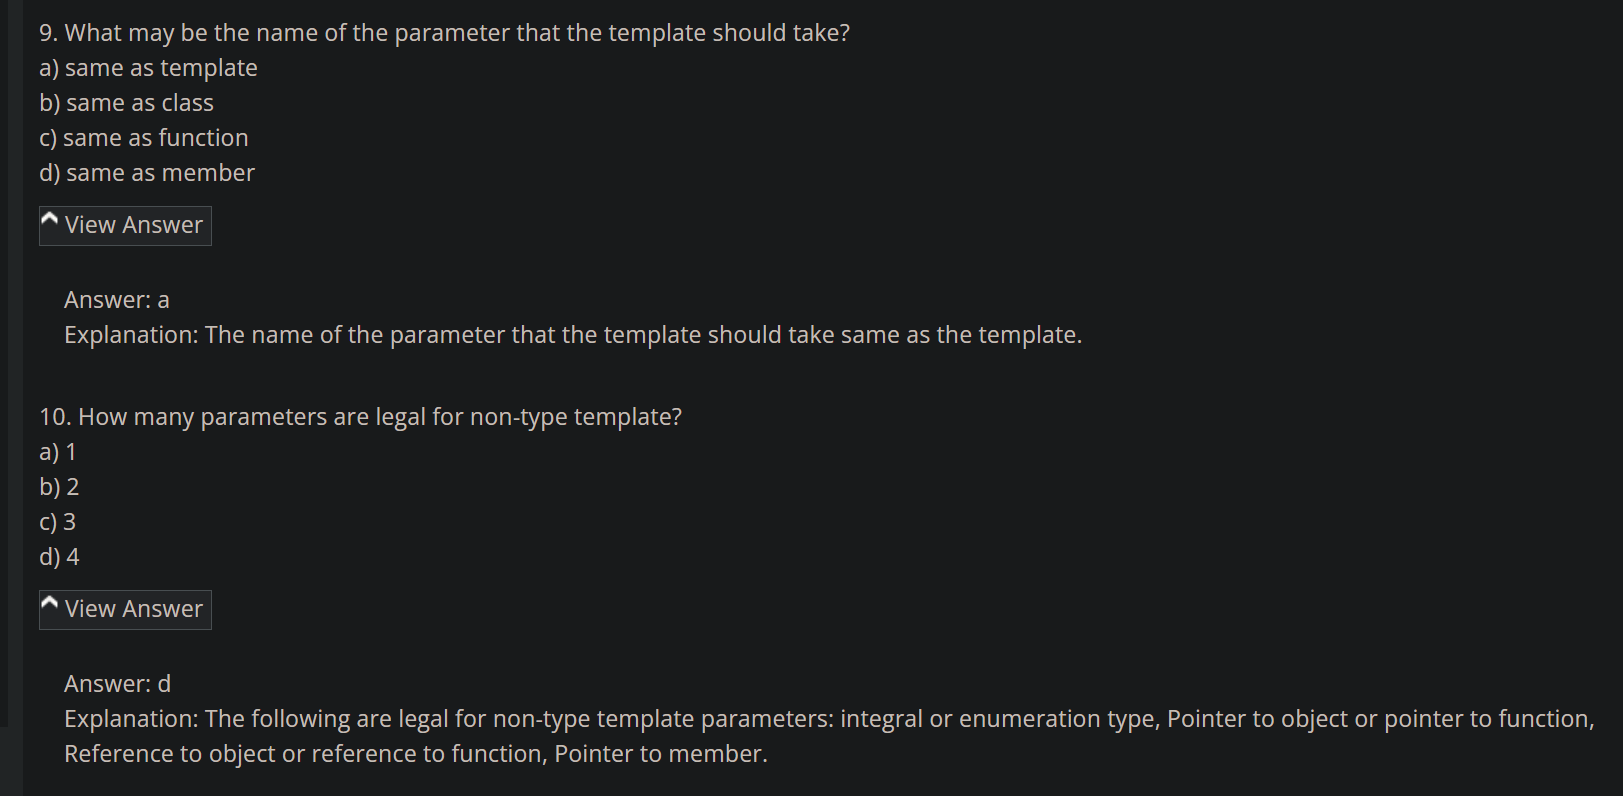 9. What may be the name of the parameter that the template should take?
a) same as template
b) same as class
c) same as function
d) same as member
View Answer
Answer: a
Explanation: The name of the parameter that the template should take same as the template.
10. How many parameters are legal for non-type template?
a) 1
b) 2
c) 3
d) 4
View Answer
Answer: d
Explanation: The following are legal for non-type template parameters: integral or enumeration type, Pointer to object or pointer to function,
Reference to object or reference to function, Pointer to member.